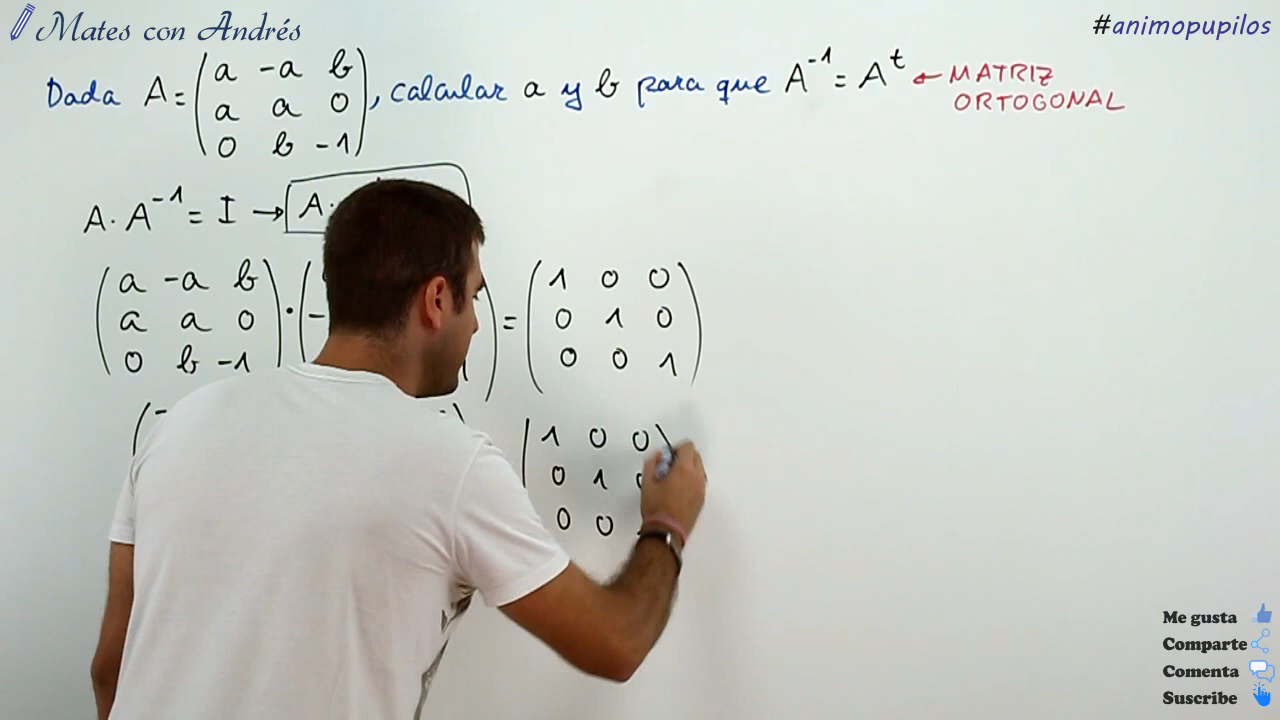 Mates con Andrés
#animopupilos
Dada A = (a -a b
a a 0
0 b -1), calcular a y b para que A⁻¹ = Aᵗ ← MATRIZ
ORTOGONAL
A · A⁻¹ = I → A ·
(a -a b
a a 0
0 b -1) · ( = (1 0 0
0 1 0
0 0 1)
1 0 0
0 1
0 0
Me gusta
Comparte
Comenta
Suscribe